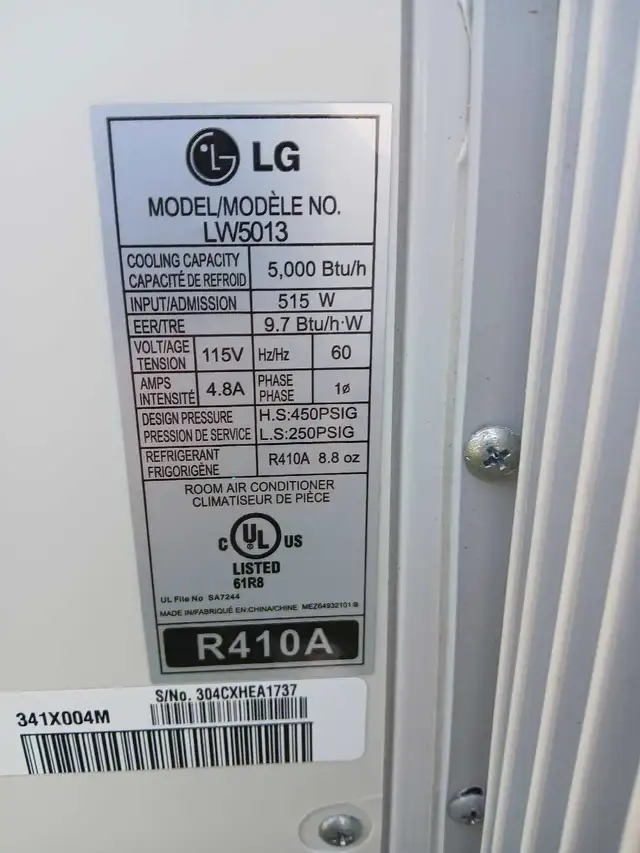 LG
MODEL/MODÈLE NO.
LW5013
COOLING CAPACITY
CAPACITÉ DE REFROID
5,000 Btu/h
INPUT/ADMISSION
515 W
EER/TRE
9.7 Btu/h·W
VOLT/AGE
TENSION
115V
Hz/Hz
60
AMPS
INTENSITÉ
4.8A
PHASE
PHASE
1ø
DESIGN PRESSURE
PRESSION DE SERVICE
H.S:450PSIG
L.S:250PSIG
REFRIGERANT
FRIGORIGÈNE
R410A 8.8 oz
ROOM AIR CONDITIONER
CLIMATISEUR DE PIÈCE
C UL US
LISTED
61R8
UL File No SA7244
MADE IN/FABRIQUÉ EN:CHINA/CHINE MEZ64932101
R410A
S/No. 304CXHEA1737
341X004M